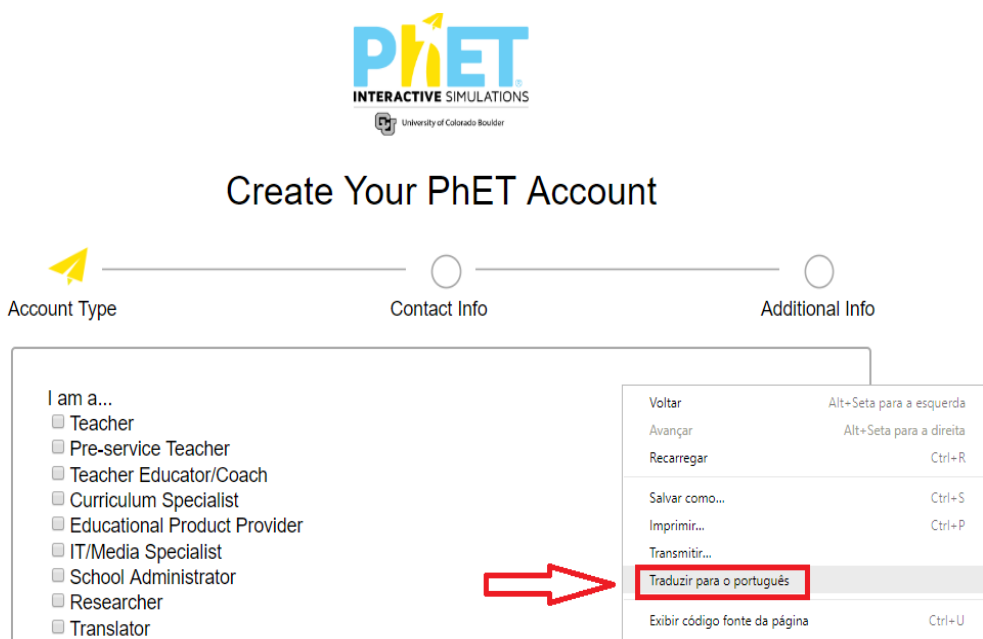 PhET
INTERACTIVE SIMULATIONS
CU University of Colorado Boulder
Create Your PhET Account
Account Type
Contact Info
Additional Info
I am a...
Teacher
Pre-service Teacher
Teacher Educator/Coach
Curriculum Specialist
Educational Product Provider
IT/Media Specialist
School Administrator
Researcher
Translator
Voltar Alt+Seta para a esquerda
Avançar Alt+Seta para a direita
Recarregar Ctrl+R
Salvar como... Ctrl+S
Imprimir... Ctrl+P
Transmitir...
Traduzir para o português
Exibir código fonte da página Ctrl+U